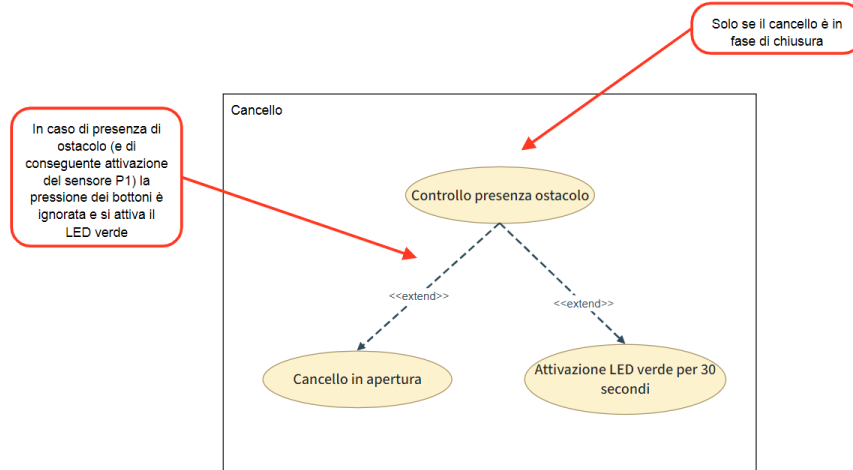 Solo se il cancello è in
fase di chiusura
Cancello
In caso di presenza di
ostacolo (e di
conseguente attivazione
del sensore P1) la
pressione dei bottoni è
ignorata e si attiva il
LED verde
Controllo presenza ostacolo
<<extend>>
<<extend>>
Cancello in apertura
Attivazione LED verde per 30
secondi